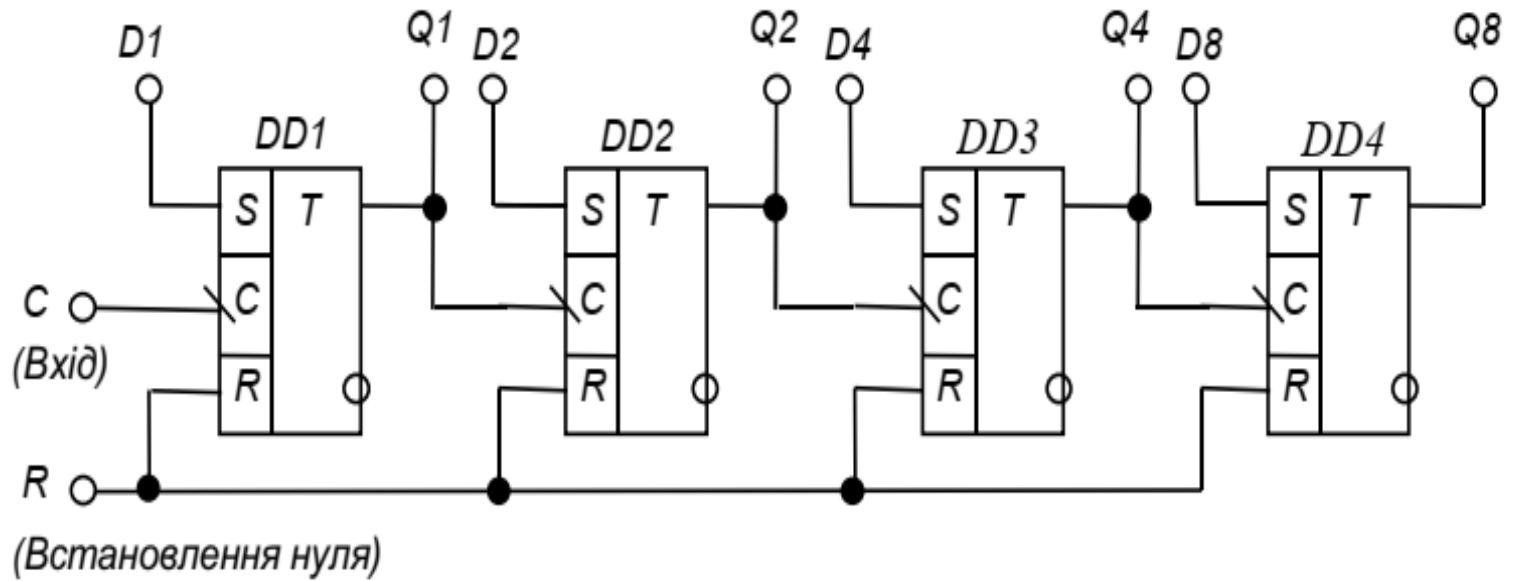 D1 Q1 D2 Q2 D4 Q4 D8 Q8
DD1 DD2 DD3 DD4
S T S T S T S T
C C C C C
(Вхід)
R R R R
R
(Встановлення нуля)